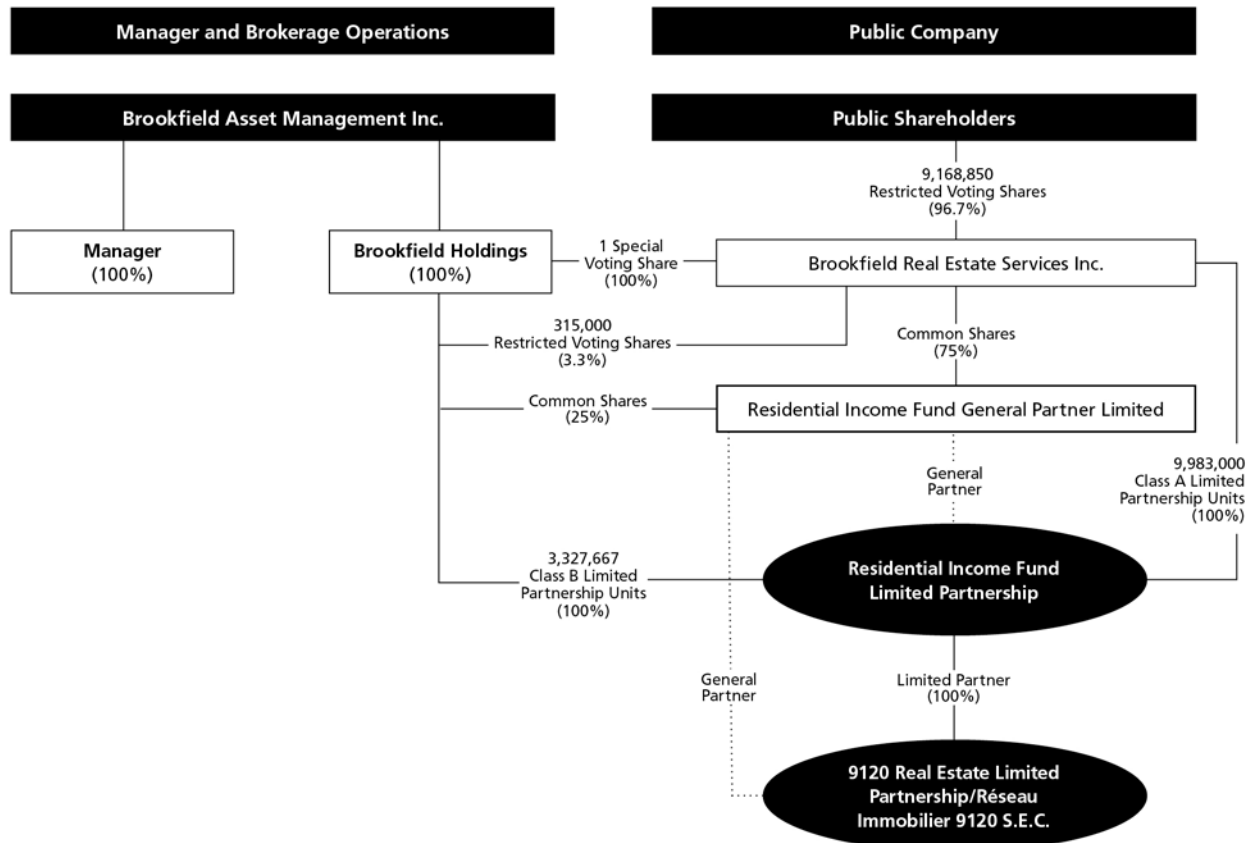 Manager and Brokerage Operations
Public Company
Brookfield Asset Management Inc.
Public Shareholders
9,168,850
Restricted Voting Shares
(96.7%)
Manager
(100%)
Brookfield Holdings
(100%)
1 Special
Voting Share
(100%)
Brookfield Real Estate Services Inc.
315,000
Restricted Voting Shares
(3.3%)
Common Shares
(75%)
Common Shares
(25%)
Residential Income Fund General Partner Limited
General
Partner
9,983,000
Class A Limited
Partnership Units
(100%)
3,327,667
Class B Limited
Partnership Units
(100%)
Residential Income Fund
Limited Partnership
General
Partner
Limited Partner
(100%)
9120 Real Estate Limited
Partnership/Réseau
Immobilier 9120 S.E.C.